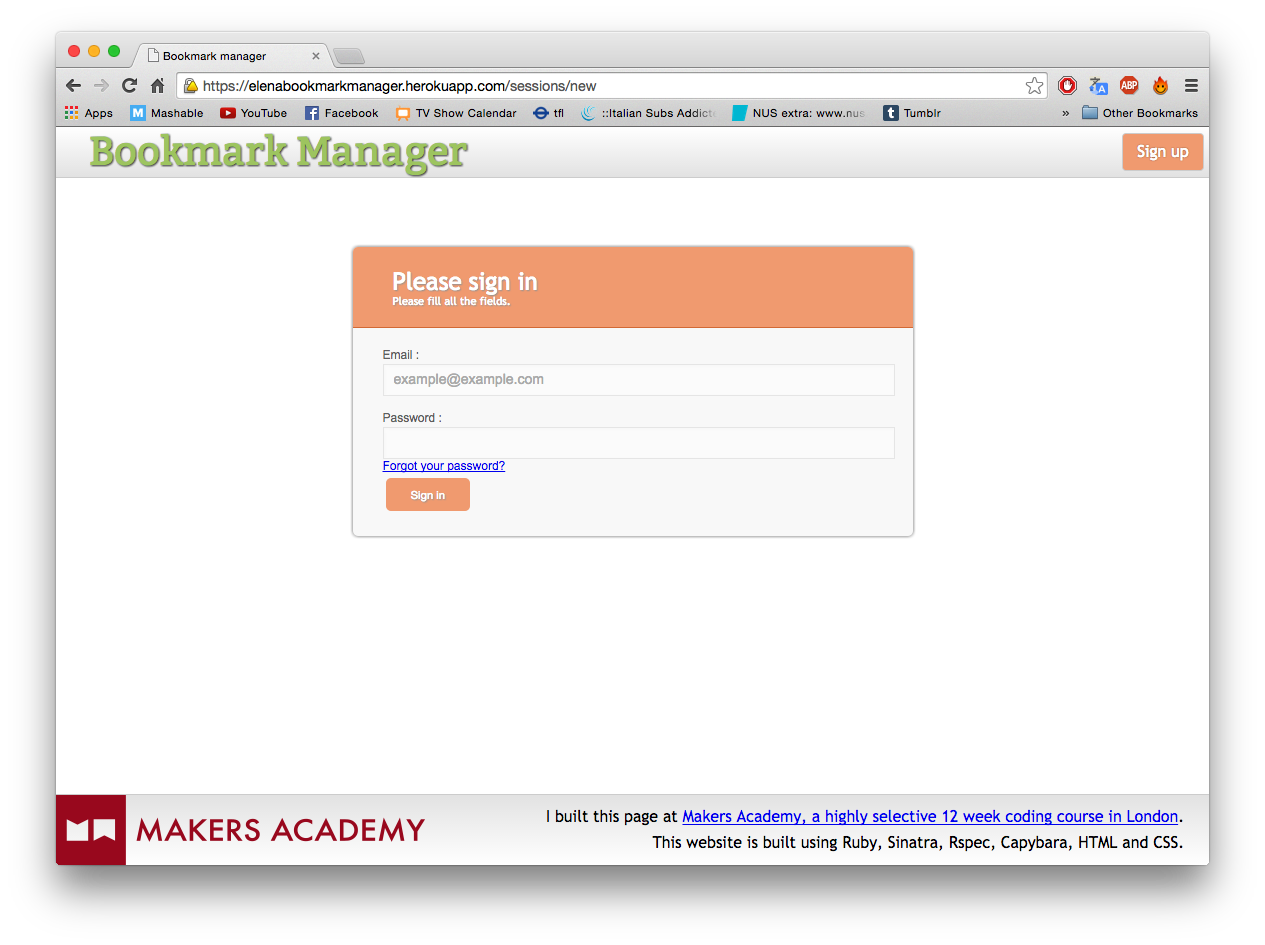 Bookmark manager
https://elenabookmarkmanager.herokuapp.com/sessions/new
ABP
Apps Mashable YouTube Facebook TV Show Calendar tfl ::Italian Subs Addict NUS extra: www.nus Tumblr » Other Bookmarks
Bookmark Manager
Sign up
Please sign in
Please fill all the fields.
Email :
example@example.com
Password :
Forgot your password?
Sign in
MAKERS ACADEMY
I built this page at Makers Academy, a highly selective 12 week coding course in London.
This website is built using Ruby, Sinatra, Rspec, Capybara, HTML and CSS.